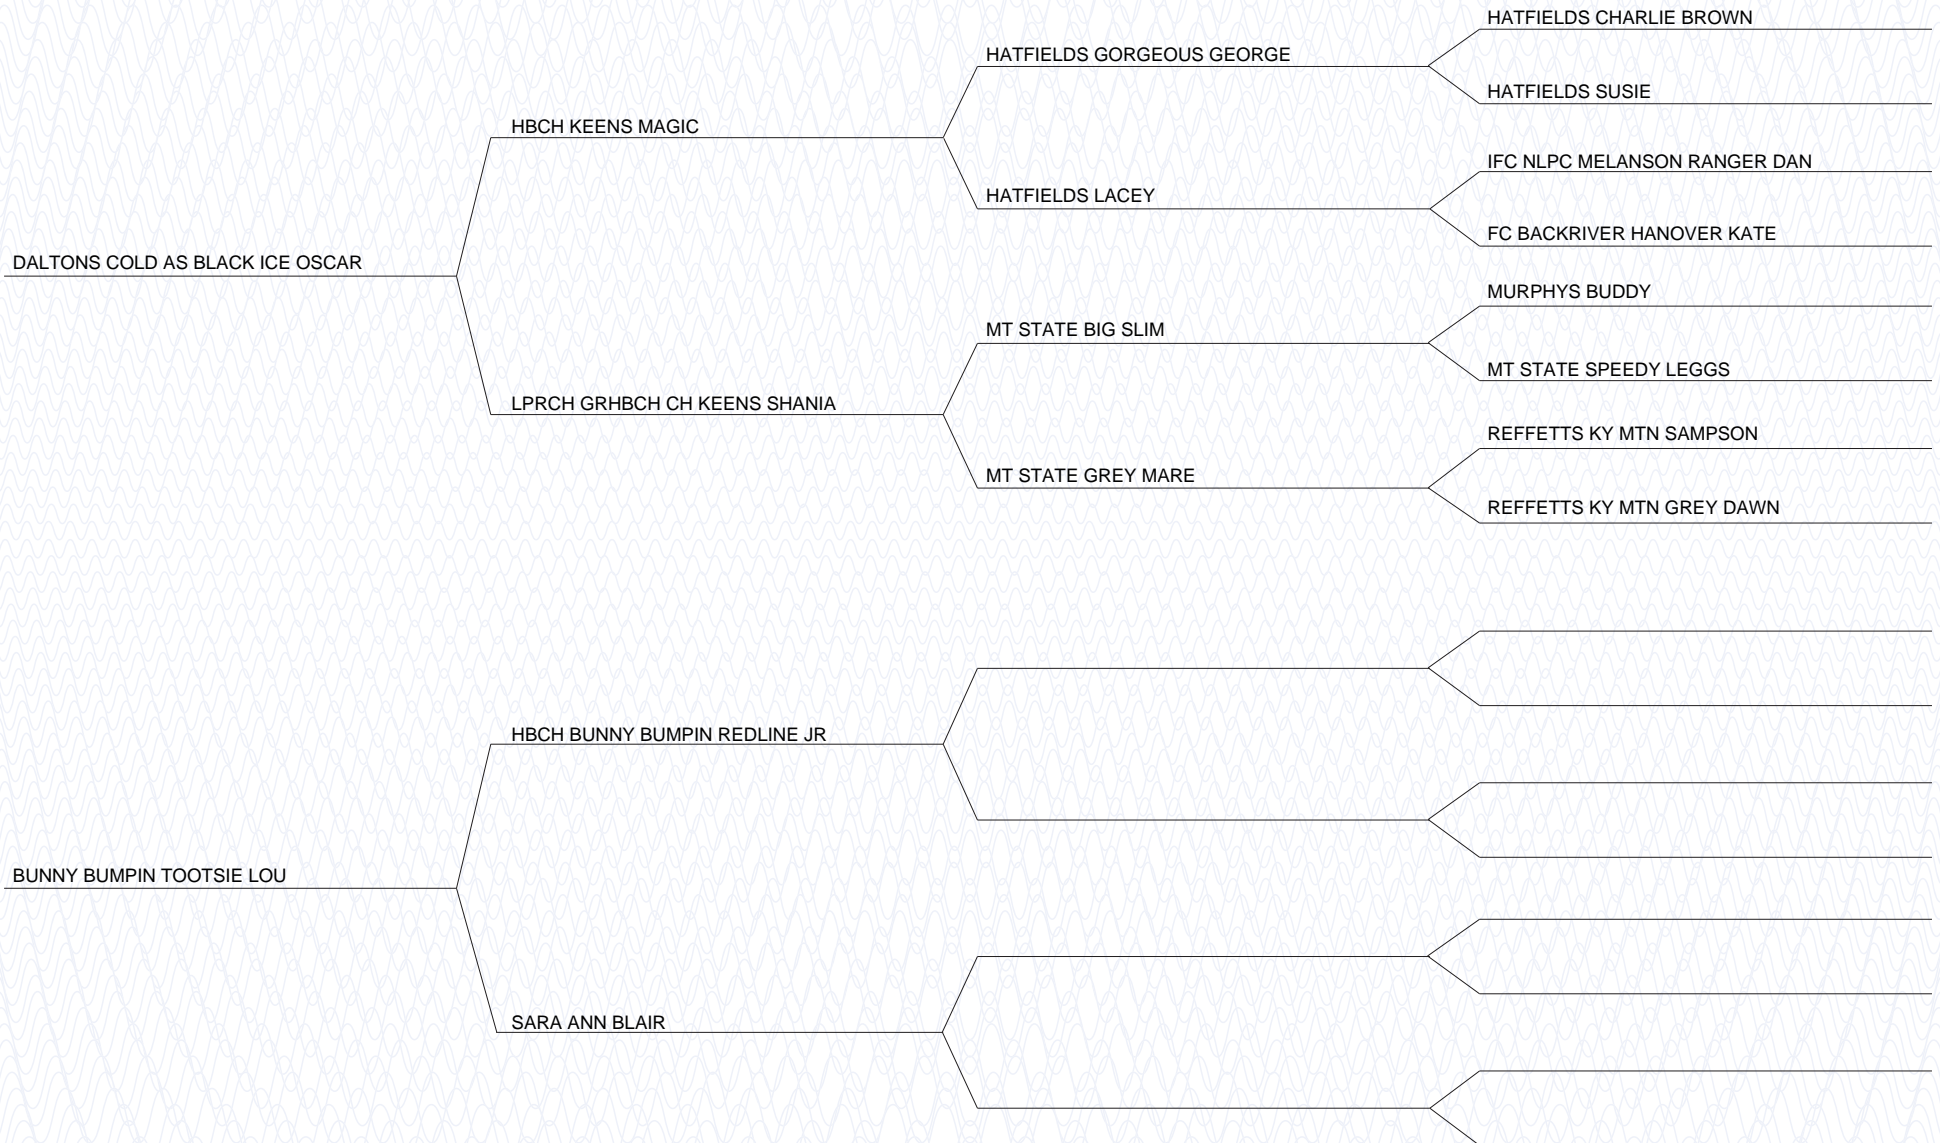 HATFIELDS CHARLIE BROWN
HATFIELDS GORGEOUS GEORGE
HATFIELDS SUSIE
HBCH KEENS MAGIC
IFC NLPC MELANSON RANGER DAN
HATFIELDS LACEY
FC BACKRIVER HANOVER KATE
DALTONS COLD AS BLACK ICE OSCAR
MURPHYS BUDDY
MT STATE BIG SLIM
MT STATE SPEEDY LEGGS
LPRCH GRHBCH CH KEENS SHANIA
REFFETTS KY MTN SAMPSON
MT STATE GREY MARE
REFFETTS KY MTN GREY DAWN
HBCH BUNNY BUMPIN REDLINE JR
BUNNY BUMPIN TOOTSIE LOU
SARA ANN BLAIR